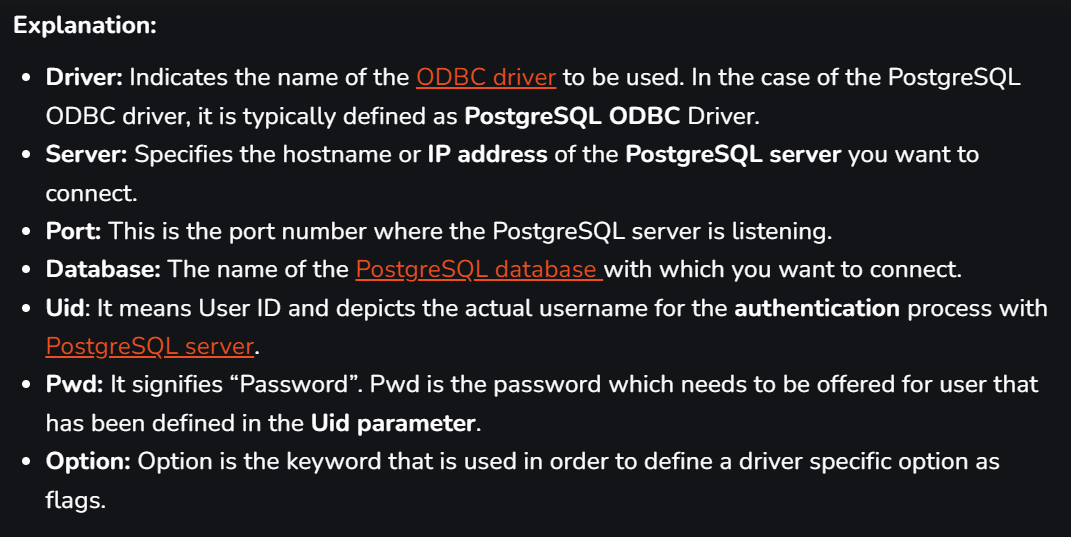 Explanation:
• Driver: Indicates the name of the ODBC driver to be used. In the case of the PostgreSQL
ODBC driver, it is typically defined as PostgreSQL ODBC Driver.
• Server: Specifies the hostname or IP address of the PostgreSQL server you want to
connect.
• Port: This is the port number where the PostgreSQL server is listening.
• Database: The name of the PostgreSQL database with which you want to connect.
• Uid: It means User ID and depicts the actual username for the authentication process with
PostgreSQL server.
• Pwd: It signifies “Password”. Pwd is the password which needs to be offered for user that
has been defined in the Uid parameter.
• Option: Option is the keyword that is used in order to define a driver specific option as
flags.